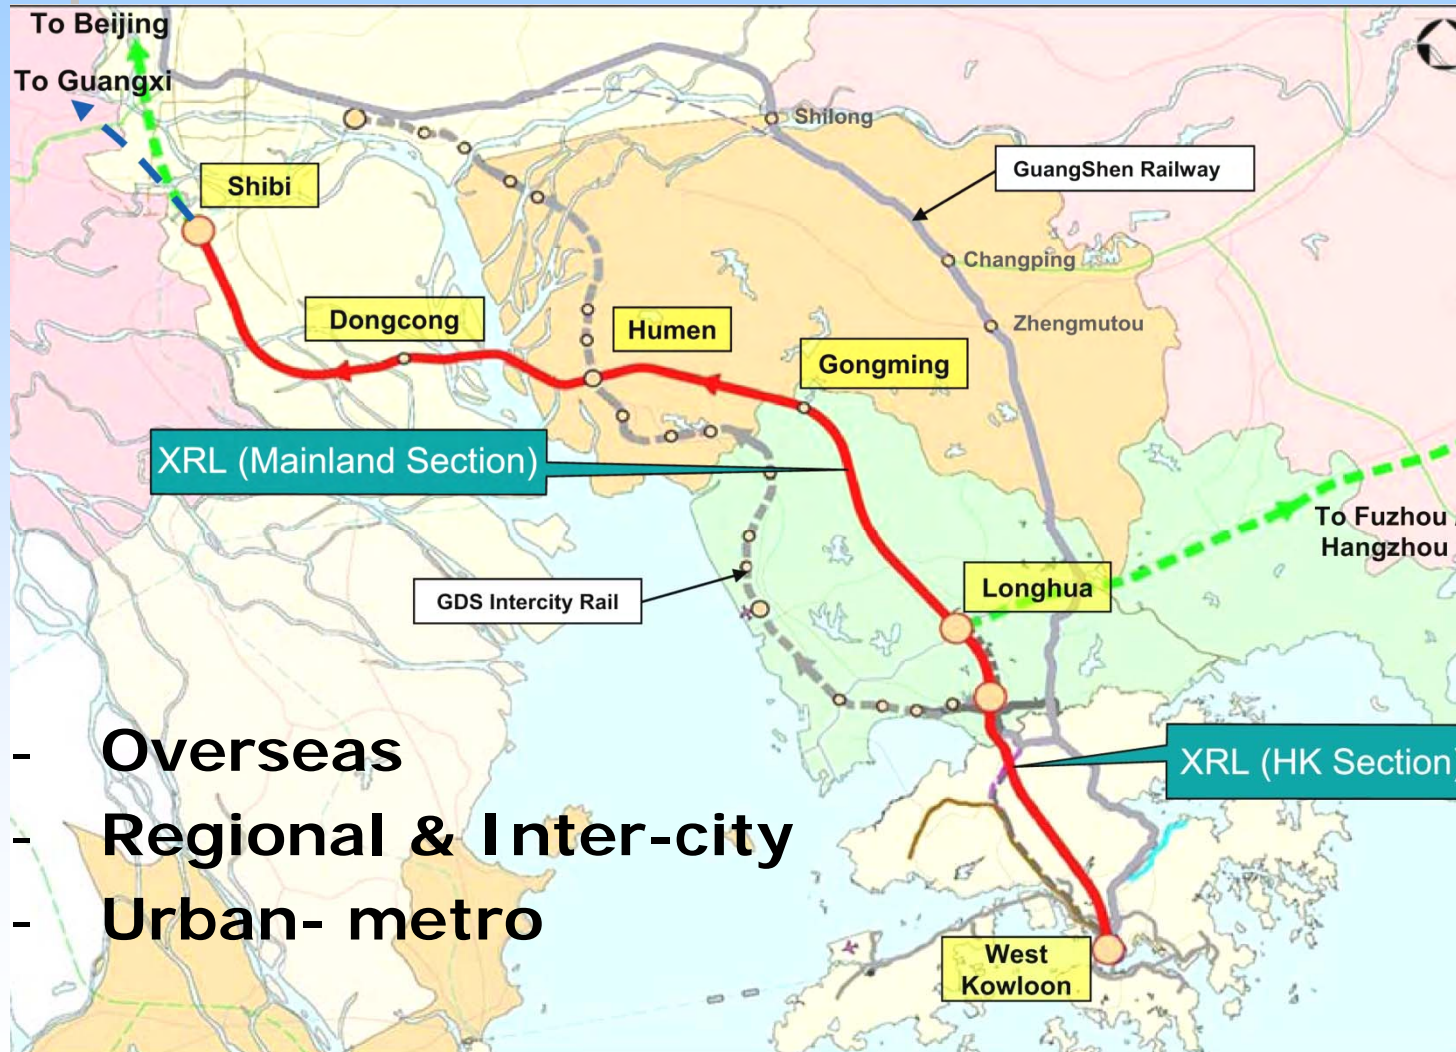 To Beijing
To Guangxi
Shibi
Shilong
GuangShen Railway
Changping
Dongcong
Humen
Zhengmutou
Gongming
XRL (Mainland Section)
To Fuzhou
Hangzhou
GDS Intercity Rail
Longhua
- Overseas
XRL (HK Section)
- Regional & Inter-city
- Urban- metro
West
Kowloon